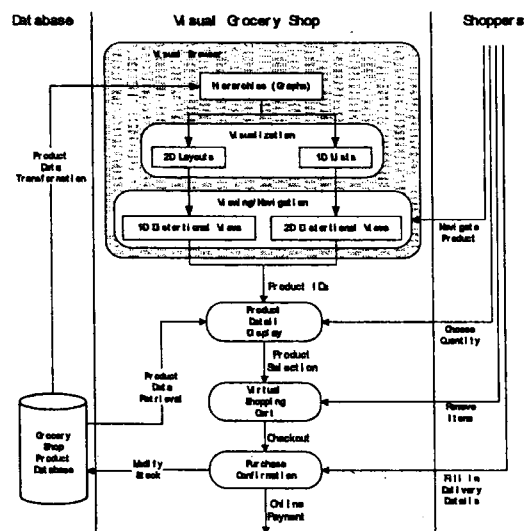 Database
Visual Grocery Shop
Shoppers
Visual Browser
Hierarchies (Graphs)
Visualization
2D Layouts
1D Lists
Product
Data
Transformation
Viewing/Navigation
1D Distortional Views
2D Distortional Views
Navigate
Product
Product IDs
Product
Detail
Display
Choose
Quantity
Product
Selection
Product
Data
Retrieval
Virtual
Shopping
Cart
Remove
Items
Grocery
Shop
Product
Database
Checkout
Modify
Stock
Purchase
Confirmation
Fill in
Delivery
Details
Online
Payment